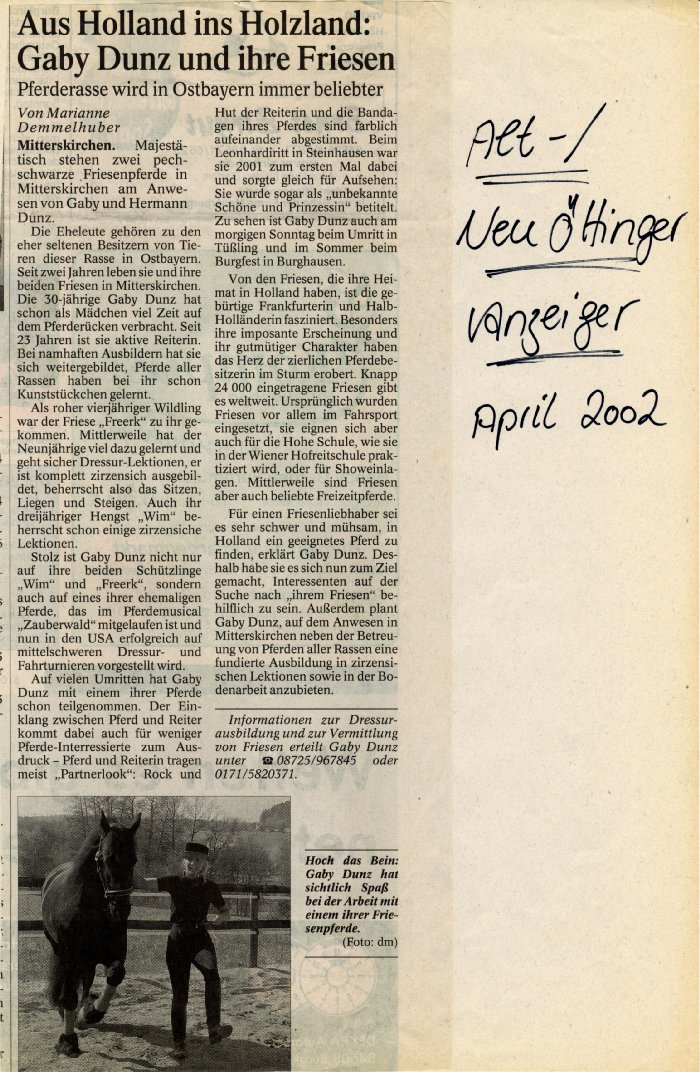 Aus Holland ins Holzland:
Gaby Dunz und ihre Friesen
Pferderasse wird in Ostbayern immer beliebter
Von Marianne
Demmelhuber
Mitterskirchen. Majestä-
tisch stehen zwei pech-
schwarze Friesenpferde in
Mitterskirchen am Anwe-
sen von Gaby und Hermann
Dunz.
Die Eheleute gehören zu den
eher seltenen Besitzern von Tie-
ren dieser Rasse in Ostbayern.
Seit zwei Jahren leben sie und ihre
beiden Friesen in Mitterskirchen.
Die 30-jährige Gaby Dunz hat
schon als Mädchen viel Zeit auf
dem Pferderücken verbracht. Seit
23 Jahren ist sie aktive Reiterin.
Bei namhaften Ausbildern hat sie
sich weitergebildet, Pferde aller
Rassen haben bei ihr schon
Kunststückchen gelernt.
Als roher vierjähriger Wildling
war der Friese „Freerk" zu ihr ge-
kommen. Mittlerweile hat der
Neunjährige viel dazu gelernt und
geht sicher Dressur-Lektionen, er
ist komplett zirzensisch ausgebil-
det, beherrscht also das Sitzen,
Liegen und Steigen. Auch ihr
dreijähriger Hengst „Wim" be-
herrscht schon einige zirzensische
Lektionen.
Stolz ist Gaby Dunz nicht nur
auf ihre beiden Schützlinge
„Wim" und „Freerk", sondern
auch auf eines ihrer ehemaligen
Pferde, das im Pferdemusical
„Zauberwald" mitgelaufen ist und
nun in den USA erfolgreich auf
mittelschweren Dressur- und
Fahrturnieren vorgestellt wird.
Auf vielen Umritten hat Gaby
Dunz mit einem ihrer Pferde
schon teilgenommen. Der Ein-
klang zwischen Pferd und Reiter
kommt dabei auch für weniger
Pferde-Interressierte zum Aus-
druck – Pferd und Reiterin tragen
meist „Partnerlook": Rock und
Hut der Reiterin und die Banda-
gen ihres Pferdes sind farblich
aufeinander abgestimmt. Beim
Leonhardiritt in Steinhausen war
sie 2001 zum ersten Mal dabei
und sorgte gleich für Aufsehen:
Sie wurde sogar als „unbekannte
Schöne und Prinzessin" betitelt.
Zu sehen ist Gaby Dunz auch am
morgigen Sonntag beim Umritt in
Tüßling und im Sommer beim
Burgfest in Burghausen.
Von den Friesen, die ihre Hei-
mat in Holland haben, ist die ge-
bürtige Frankfurterin und Halb-
Holländerin fasziniert. Besonders
ihre imposante Erscheinung und
ihr gutmütiger Charakter haben
das Herz der zierlichen Pferdebe-
sitzerin im Sturm erobert. Knapp
24 000 eingetragene Friesen gibt
es weltweit. Ursprünglich wurden
Friesen vor allem im Fahrsport
eingesetzt, sie eignen sich aber
auch für die Hohe Schule, wie sie
in der Wiener Hofreitschule prak-
tiziert wird, oder für Showeinla-
gen. Mittlerweile sind Friesen
aber auch beliebte Freizeitpferde.
Für einen Friesenliebhaber sei
es sehr schwer und mühsam, in
Holland ein geeignetes Pferd zu
finden, erklärt Gaby Dunz. Des-
halb habe sie es sich nun zum Ziel
gemacht, Interessenten auf der
Suche nach „ihrem Friesen" be-
hilflich zu sein. Außerdem plant
Gaby Dunz, auf dem Anwesen in
Mitterskirchen neben der Betreu-
ung von Pferden aller Rassen eine
fundierte Ausbildung in zirzensi-
schen Lektionen sowie in der Bo-
denarbeit anzubieten.
Informationen zur Dressur-
ausbildung und zur Vermittlung
von Friesen erteilt Gaby Dunz
unter ☎ 08725/967845 oder
0171/5820371.
Hoch das Bein:
Gaby Dunz hat
sichtlich Spaß
bei der Arbeit mit
einem ihrer Frie-
senpferde.
(Foto: dm)
Alt-/
Neu Öttinger
Anzeiger
April 2002